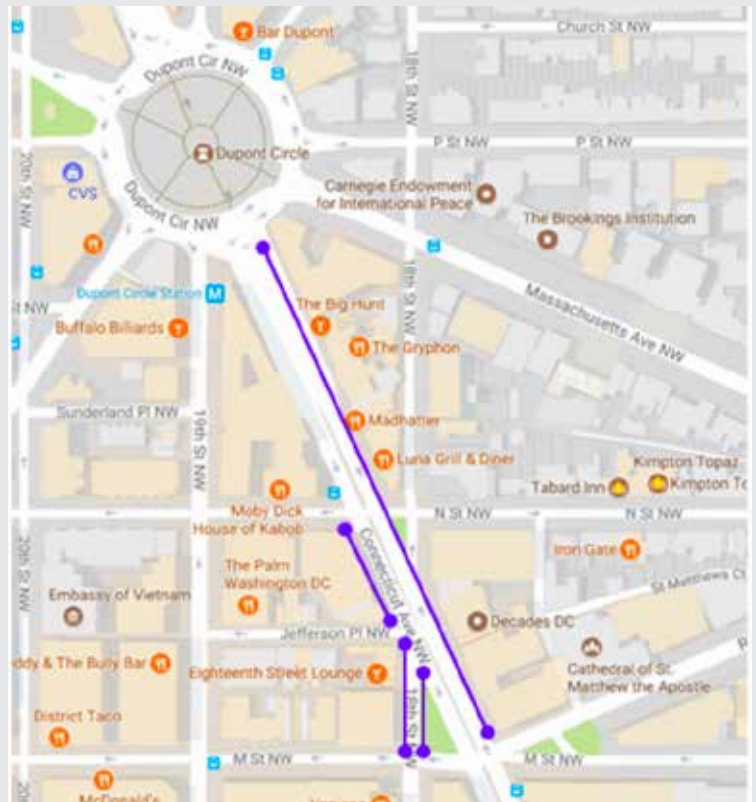 Bar Dupont
Church St NW
Dupont Cir NW
18th St NW
P St NW
P St NW
Dupont Circle
20th St NW
CVS
Carnegie Endowment
for International Peace
The Brookings Institution
Dupont Cir NW
18th St NW
Dupont Circle Station
M
The Big Hunt
Massachusetts Ave NW
t NW
Buffalo Billiards
The Gryphon
Sunderland Pl NW
19th St NW
Madhatter
Luna Grill & Diner
Kimpton Topaz
Tabard Inn
Kimpton To
Moby Dick
House of Kabob
N St NW
N St NW
Connecticut Ave NW
Iron Gate
20th St NW
The Palm
Washington DC
St Matthews Ct
Embassy of Vietnam
Decades DC
Jefferson Pl NW
ddy & The Bully Bar
Eighteenth Street Lounge
Cathedral of St.
Matthew the Apostle
18th St NW
District Taco
M St NW
M St NW
McDonald's